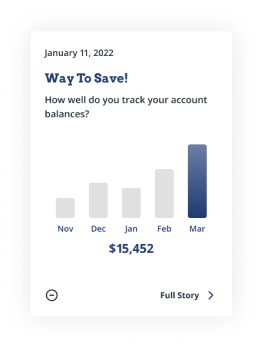 January 11, 2022
Way To Save!
How well do you track your account
balances?
Nov Dec Jan Feb Mar
$15,452
Full Story